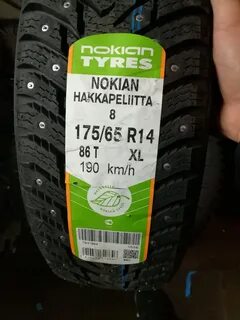 nokian
TYRES
NOKIAN
HAKKAPELIITTA
8
175/65 R14
86 T XL
190 km/h